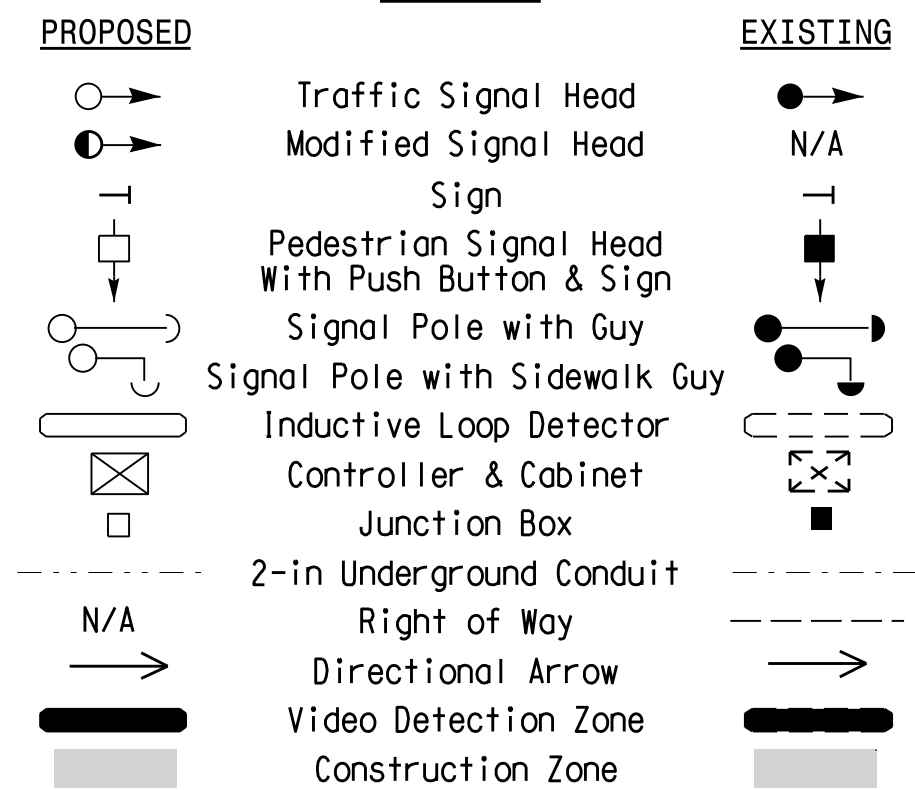 PROPOSED EXISTING
Traffic Signal Head
Modified Signal Head N/A
Sign
Pedestrian Signal Head
With Push Button & Sign
Signal Pole with Guy
Signal Pole with Sidewalk Guy
Inductive Loop Detector
Controller & Cabinet
Junction Box
2-in Underground Conduit
N/A Right of Way
Directional Arrow
Video Detection Zone
Construction Zone